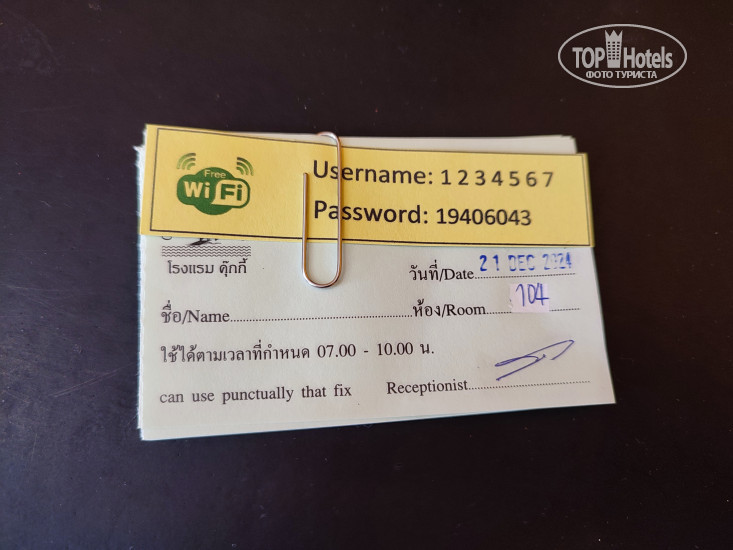 TOP Hotels
ФОТО ТУРИСТА
Free
Wi Fi
Username: 1 2 3 4 5 6 7
Password: 19406043
โรงแรม คุ๊กกี้
วันที่/Date 21 DEC 2024
ชื่อ/Name ห้อง/Room 104
ใช้ได้ตามเวลาที่กำหนด 07.00 - 10.00 น.
can use punctually that fix Receptionist